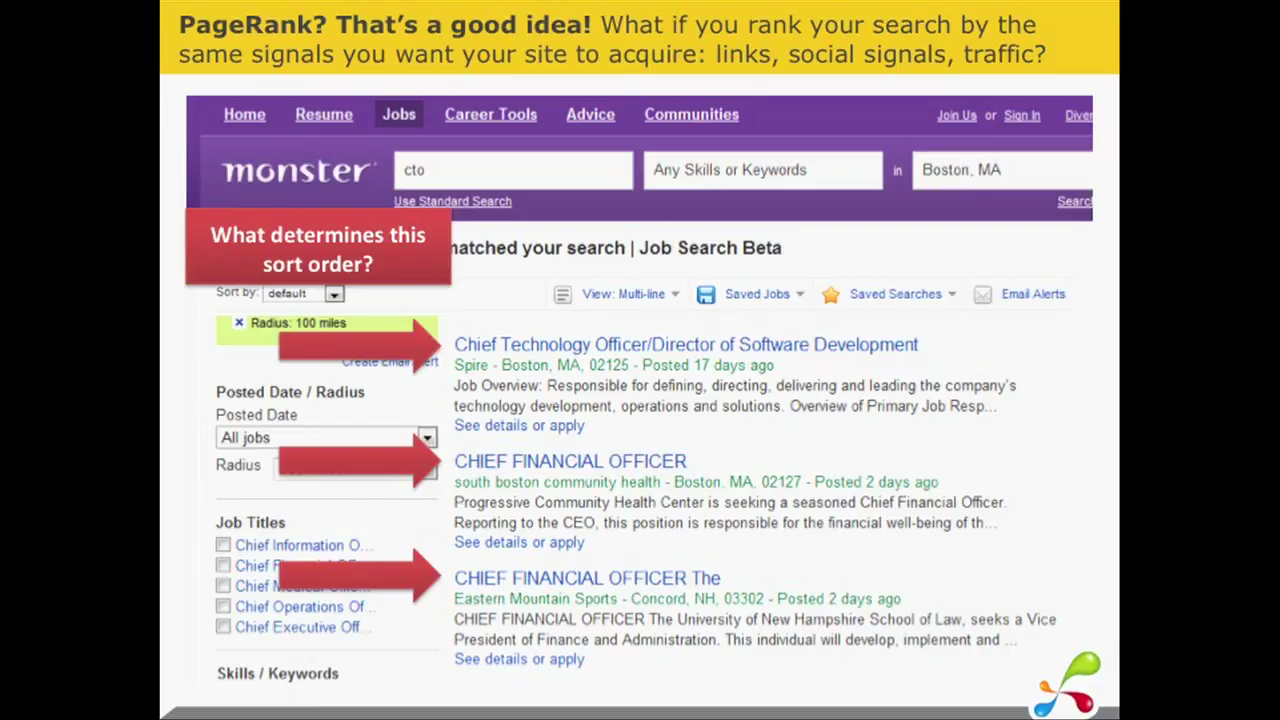 PageRank? That's a good idea! What if you rank your search by the
same signals you want your site to acquire: links, social signals, traffic?
Home Resume Jobs Career Tools Advice Communities Join Us or Sign In Diver
monster cto Any Skills or Keywords in Boston, MA
Use Standard Search Search
What determines this
sort order?
matched your search | Job Search Beta
Sort by: default View: Multi-line Saved Jobs Saved Searches Email Alerts
x Radius: 100 miles
Create Email Alert
Chief Technology Officer/Director of Software Development
Spire - Boston, MA, 02125 - Posted 17 days ago
Job Overview: Responsible for defining, directing, delivering and leading the company's
technology development, operations and solutions. Overview of Primary Job Resp...
See details or apply
Posted Date / Radius
Posted Date
All jobs
Radius
CHIEF FINANCIAL OFFICER
south boston community health - Boston, MA, 02127 - Posted 2 days ago
Progressive Community Health Center is seeking a seasoned Chief Financial Officer.
Reporting to the CEO, this position is responsible for the financial well-being of th...
See details or apply
Job Titles
Chief Information O...
Chief
Chief
Chief Operations Of...
Chief Executive Off...
CHIEF FINANCIAL OFFICER The
Eastern Mountain Sports - Concord, NH, 03302 - Posted 2 days ago
CHIEF FINANCIAL OFFICER The University of New Hampshire School of Law, seeks a Vice
President of Finance and Administration. This individual will develop, implement and ...
See details or apply
Skills / Keywords